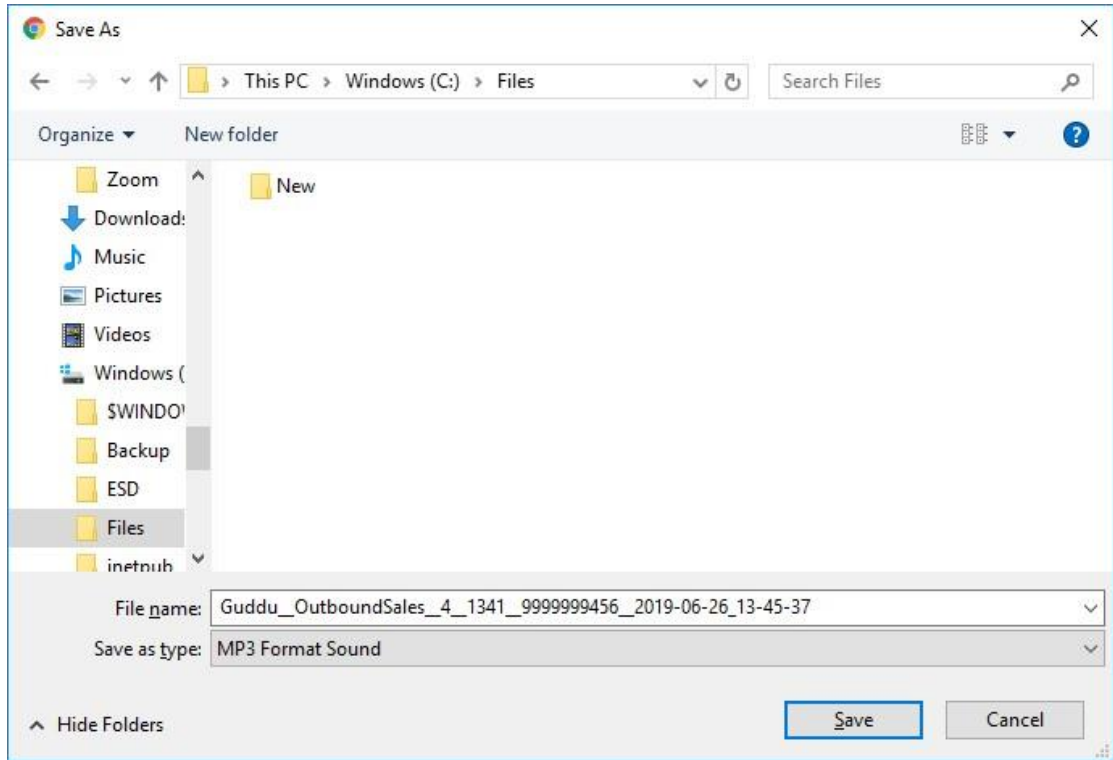 Save As
This PC > Windows (C:) > Files
Search Files
Organize
New folder
Zoom
New
Download:
Music
Pictures
Videos
Windows (
$WINDO
Backup
ESD
Files
inetpub
File name: Guddu__OutboundSales__4__1341__9999999456__2019-06-26_13-45-37
Save as type: MP3 Format Sound
Hide Folders
Save
Cancel